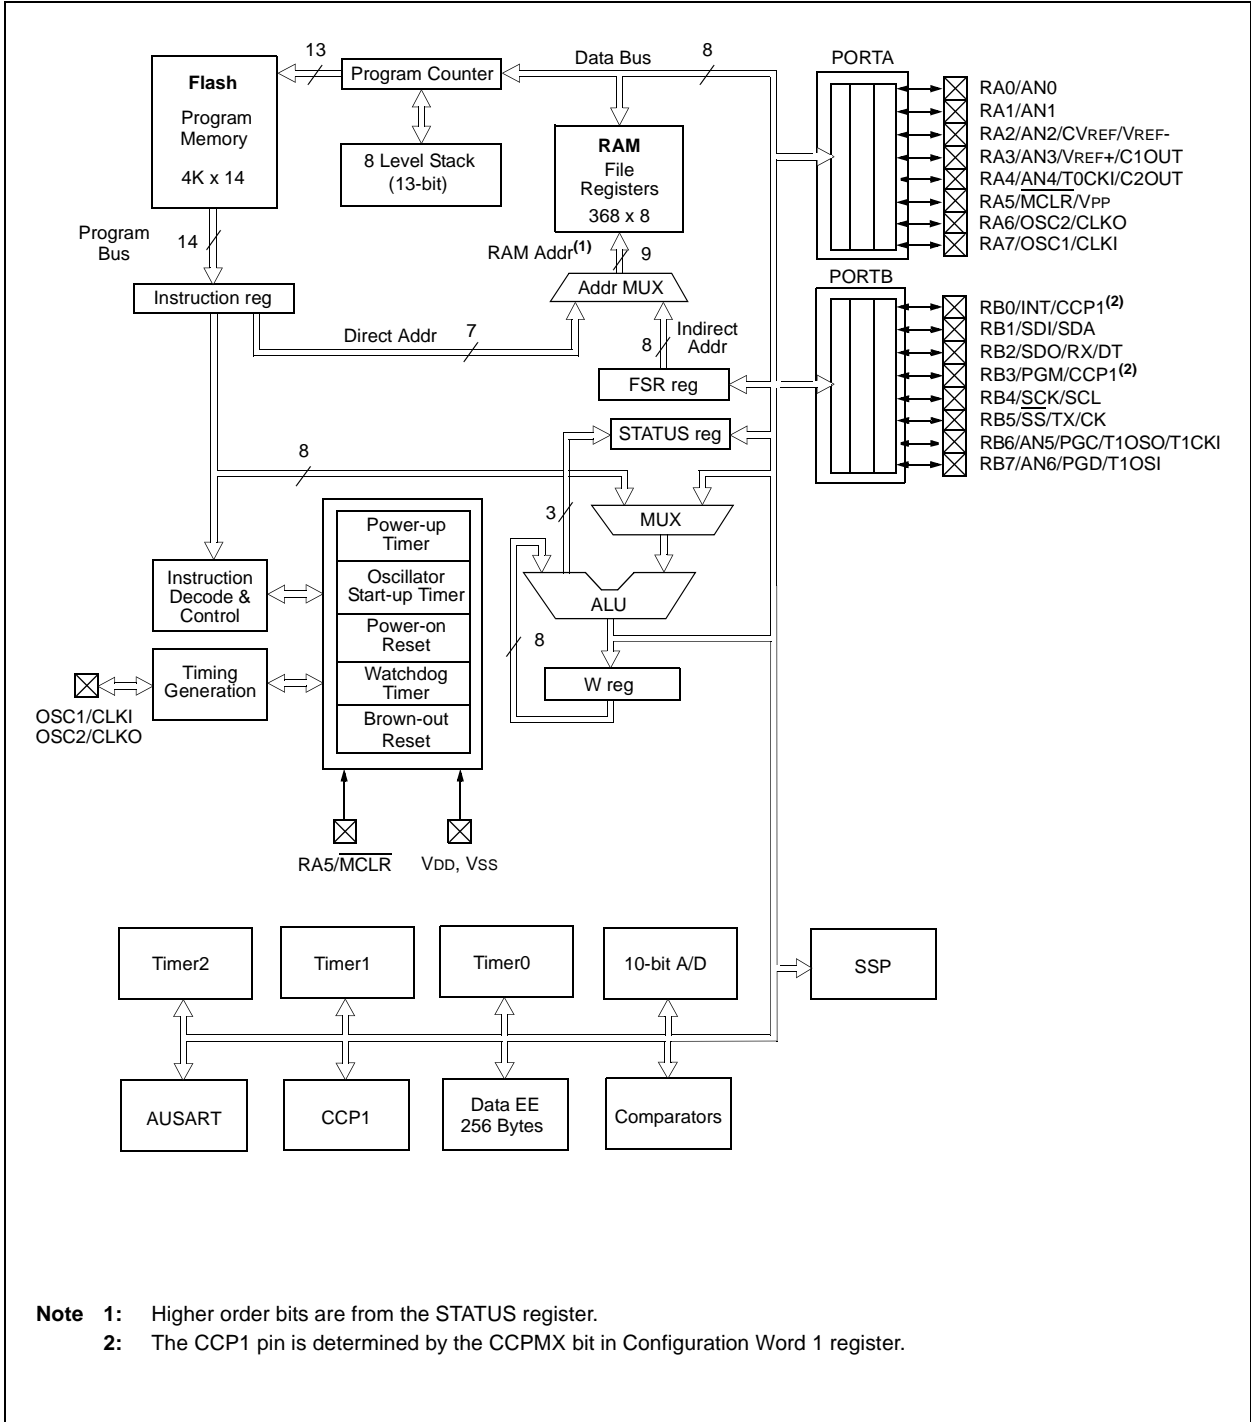 13
Data Bus
8
PORTA
Flash
Program
Memory
4K x 14
Program Counter
8 Level Stack
(13-bit)
RAM
File
Registers
368 x 8
RA0/AN0
RA1/AN1
RA2/AN2/CVREF/VREF-
RA3/AN3/VREF+/C1OUT
RA4/AN4/T0CKI/C2OUT
RA5/MCLR/VPP
RA6/OSC2/CLKO
RA7/OSC1/CLKI
Program
Bus
14
RAM Addr(1)
9
PORTB
Instruction reg
Addr MUX
Direct Addr
7
8
Indirect
Addr
FSR reg
RB0/INT/CCP1(2)
RB1/SDI/SDA
RB2/SDO/RX/DT
RB3/PGM/CCP1(2)
RB4/SCK/SCL
RB5/SS/TX/CK
RB6/AN5/PGC/T1OSO/T1CKI
RB7/AN6/PGD/T1OSI
STATUS reg
8
3
MUX
Power-up
Timer
Oscillator
Start-up Timer
Power-on
Reset
Watchdog
Timer
Brown-out
Reset
Instruction
Decode &
Control
ALU
8
W reg
Timing
Generation
OSC1/CLKI
OSC2/CLKO
RA5/MCLR
VDD, VSS
Timer2
Timer1
Timer0
10-bit A/D
SSP
AUSART
CCP1
Data EE
256 Bytes
Comparators
Note 1: Higher order bits are from the STATUS register.
2: The CCP1 pin is determined by the CCPMX bit in Configuration Word 1 register.